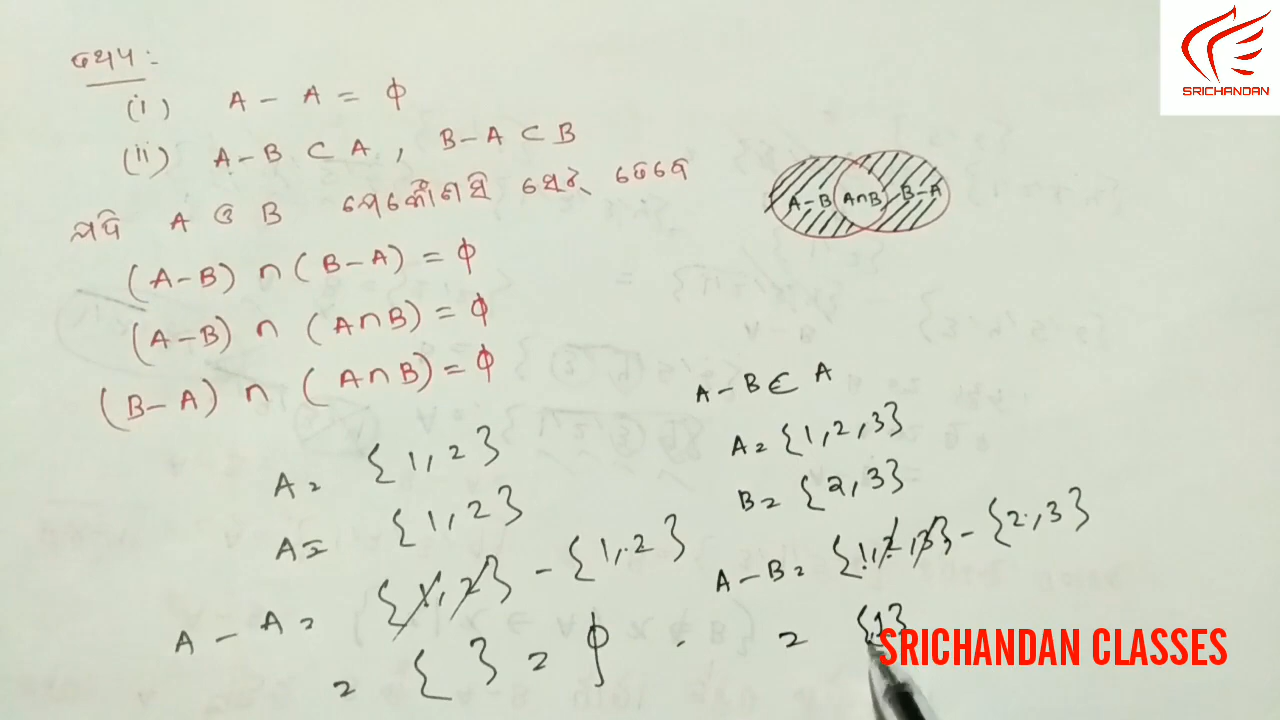 ତଥ୍ୟ :
(i) A – A = ϕ
(ii) A – B ⊂ A , B – A ⊂ B
ଯଦି A ଓ B ଯେକୌଣସି ସେଟ୍ ତେବେ
(A – B) ∩ (B – A) = ϕ
(A – B) ∩ (A ∩ B) = ϕ
(B – A) ∩ (A ∩ B) = ϕ
A = {1, 2}
A = {1, 2}
A – A = {1, 2} – {1, 2}
= { } = ϕ
A–B A∩B B–A
A – B ⊂ A
A = {1, 2, 3}
B = {2, 3}
A – B = {1, 2, 3} – {2, 3}
= {1}
SRICHANDAN
SRICHANDAN CLASSES